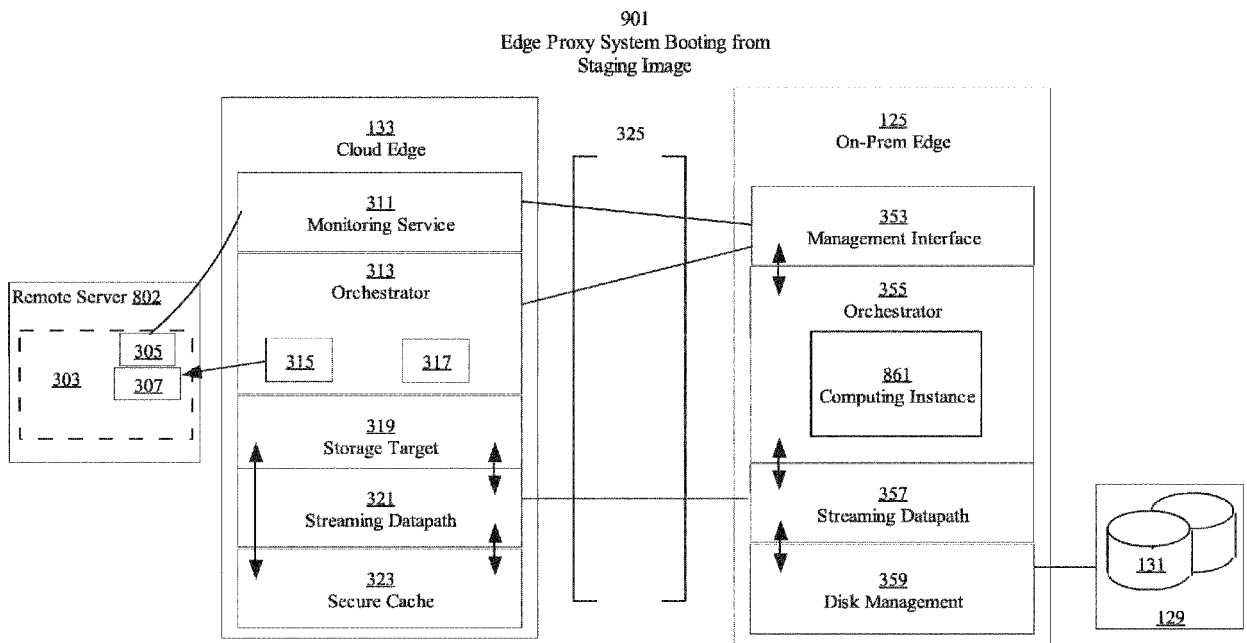 901
Edge Proxy System Booting from
Staging Image
133
Cloud Edge
325
125
On-Prem Edge
311
Monitoring Service
353
Management Interface
313
Orchestrator
355
Orchestrator
Remote Server 802
305
303
307
315
317
861
Computing Instance
319
Storage Target
321
Streaming Datapath
357
Streaming Datapath
131
323
Secure Cache
359
Disk Management
129